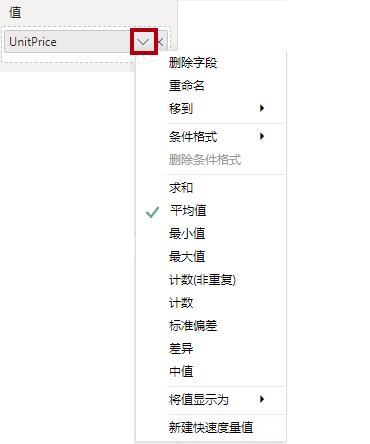 值
UnitPrice
删除字段
重命名
移到
条件格式
删除条件格式
求和
平均值
最小值
最大值
计数(非重复)
计数
标准偏差
差异
中值
将值显示为
新建快速度量值